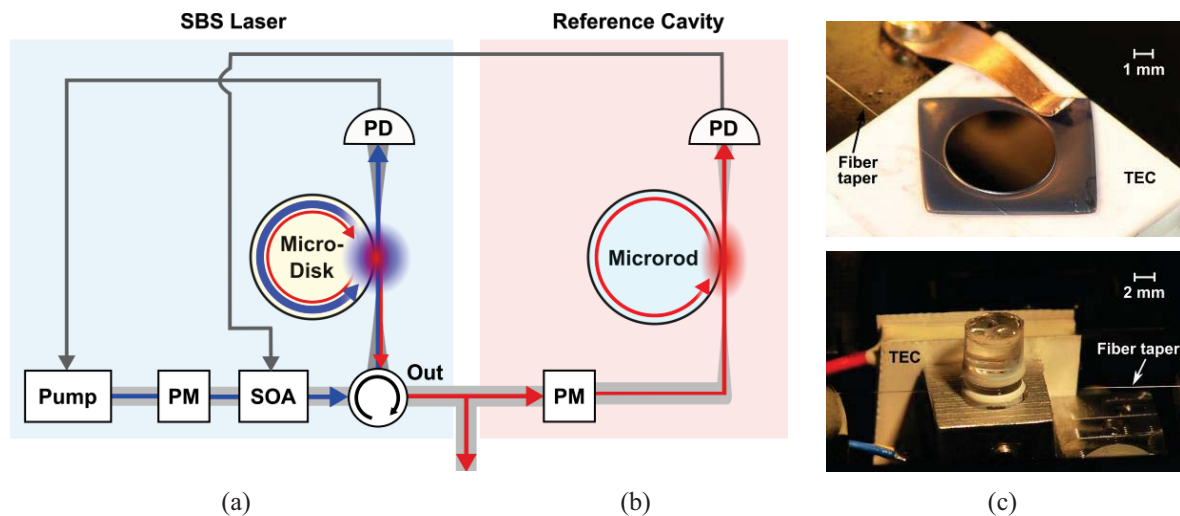 SBS Laser
Reference Cavity
PD
PD
Micro-
Disk
Microrod
Out
Pump
PM
SOA
PM
1 mm
Fiber
taper
TEC
2 mm
TEC
Fiber taper
(a)
(b)
(c)